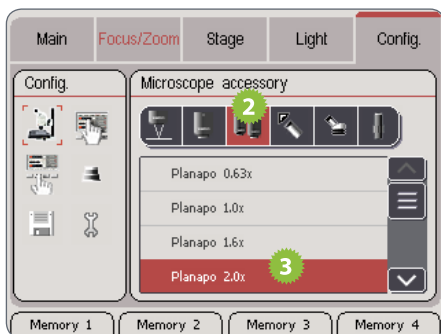 Main Focus/Zoom Stage Light Config.
Config.
Microscope accessory
2
Planapo 0.63x
Planapo 1.0x
Planapo 1.6x
Planapo 2.0x
3
Memory 1 Memory 2 Memory 3 Memory 4